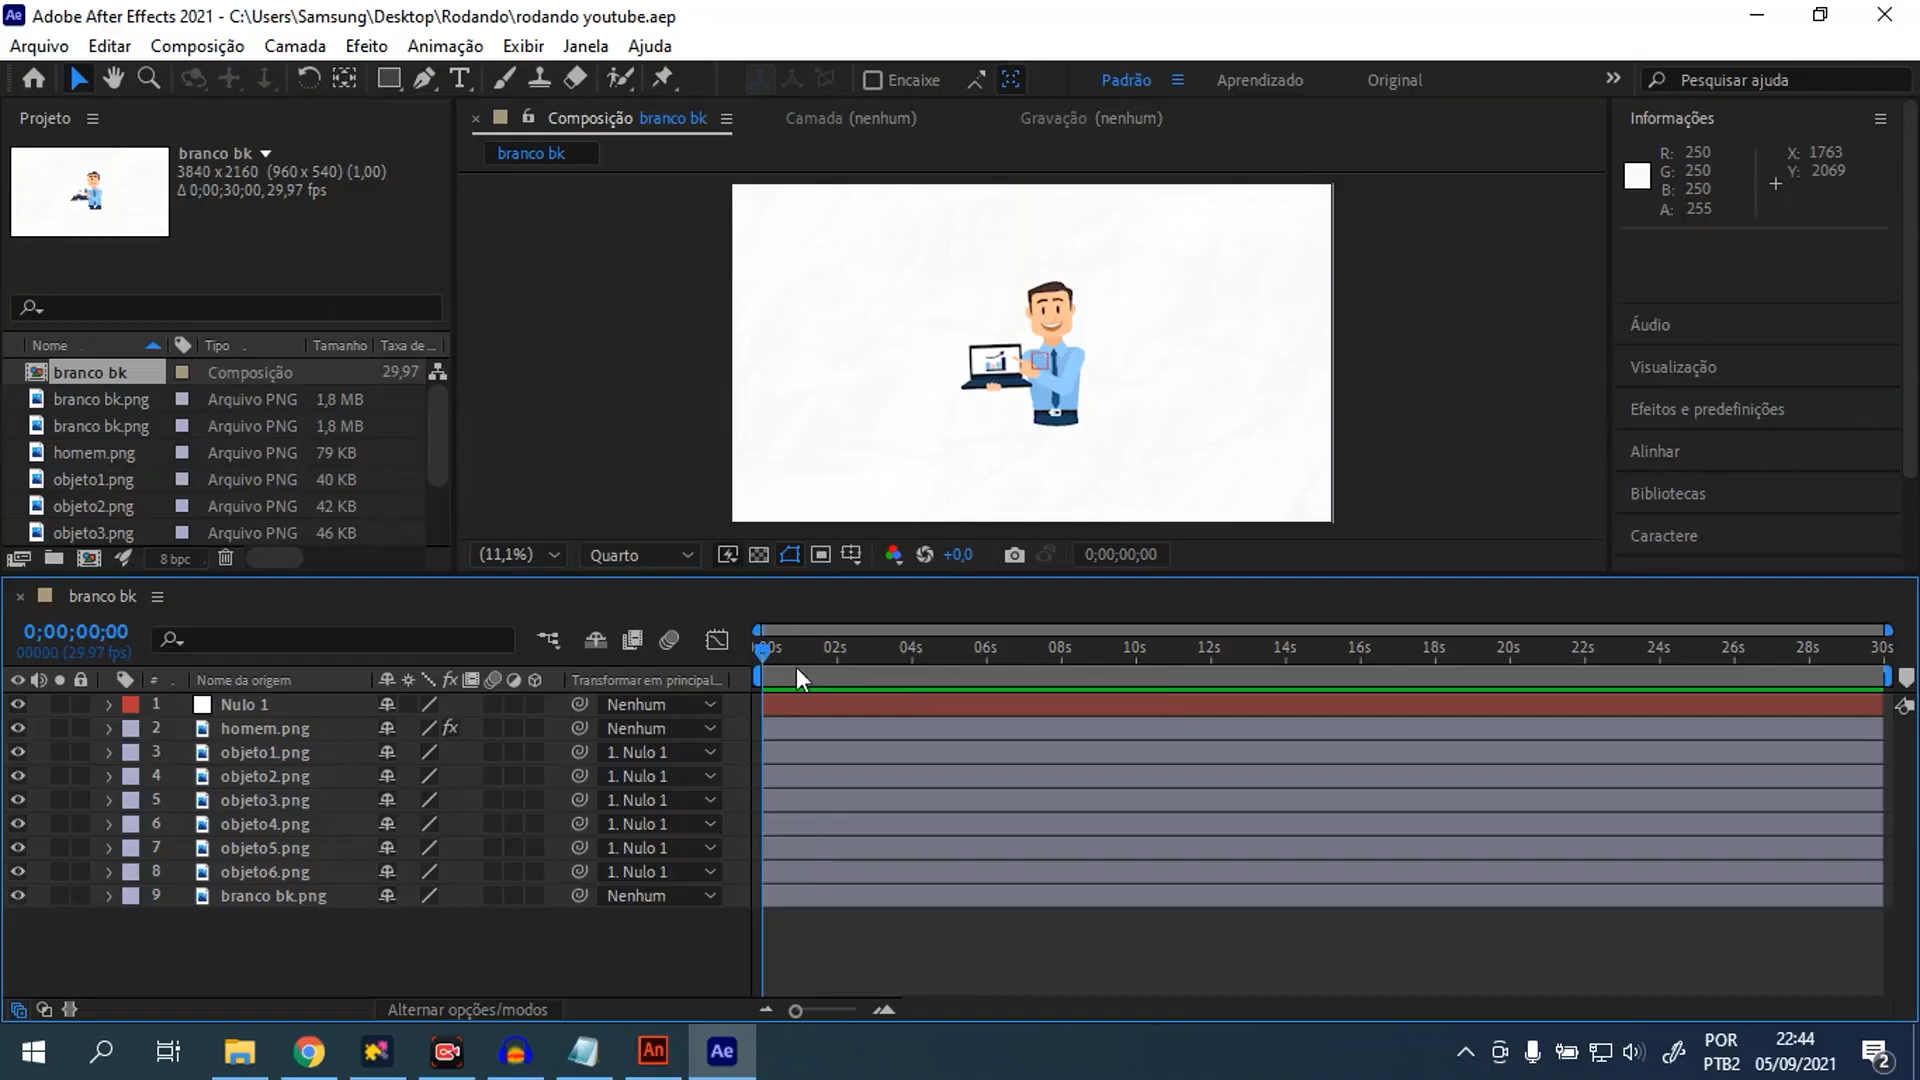 Adobe After Effects 2021 - C:\Users\Samsung\Desktop\Rodando\rodando youtube.aep
Arquivo Editar Composição Camada Efeito Animação Exibir Janela Ajuda
Encaixe Padrão Aprendizado Original Pesquisar ajuda
Projeto
branco bk
3840 x 2160 (960 x 540) (1,00)
Δ 0;00;30;00, 29,97 fps
Nome Tipo Tamanho Taxa de ...
branco bk Composição 29,97
branco bk.png Arquivo PNG 1,8 MB
branco bk.png Arquivo PNG 1,8 MB
homem.png Arquivo PNG 79 KB
objeto1.png Arquivo PNG 40 KB
objeto2.png Arquivo PNG 42 KB
objeto3.png Arquivo PNG 46 KB
8 bpc
Composição branco bk Camada (nenhum) Gravação (nenhum)
branco bk
(11,1%) Quarto +0,0 0;00;00;00
Informações
R: 250 X: 1763
G: 250 Y: 2069
B: 250
A: 255
Áudio
Visualização
Efeitos e predefinições
Alinhar
Bibliotecas
Caractere
branco bk
0;00;00;00
00000 (29.97 fps)
02s 04s 06s 08s 10s 12s 14s 16s 18s 20s 22s 24s 26s 28s 30s
# Nome da origem fx Transformar em principal...
1 Nulo 1 Nenhum
2 homem.png fx Nenhum
3 objeto1.png 1. Nulo 1
4 objeto2.png 1. Nulo 1
5 objeto3.png 1. Nulo 1
6 objeto4.png 1. Nulo 1
7 objeto5.png 1. Nulo 1
8 objeto6.png 1. Nulo 1
9 branco bk.png Nenhum
Alternar opções/modos
An Ae
POR 22:44
PTB2 05/09/2021
2